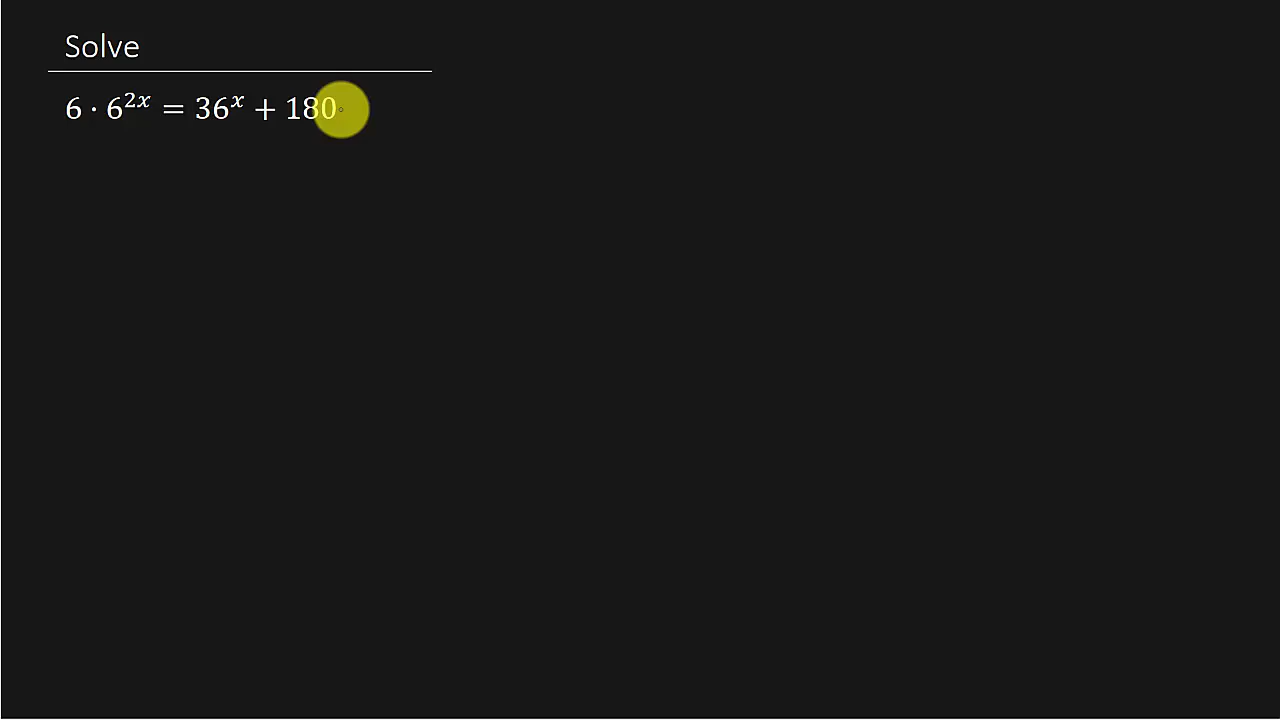 Solve
6 · 6^{2x} = 36^x + 180